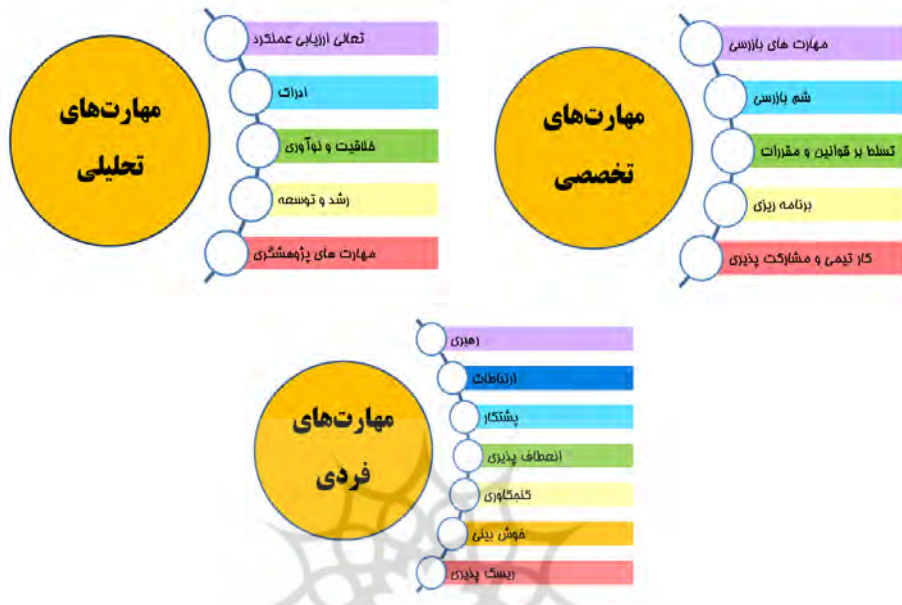 مهارت‌های
تخصصی
مهارت های بازرسی
شم بازرسی
تسلط بر قوانین و مقررات
برنامه ریزی
کار تیمی و مشارکت پذیری
مهارت‌های
تحلیلی
تعالی ارزیابی عملکرد
ادراک
خلاقیت و نوآوری
رشد و توسعه
مهارت های پژوهشگری
مهارت‌های
فردی
رهبری
ارتباطات
پشتکار
انعطاف پذیری
کنجکاوری
خوش بینی
ریسک پذیری